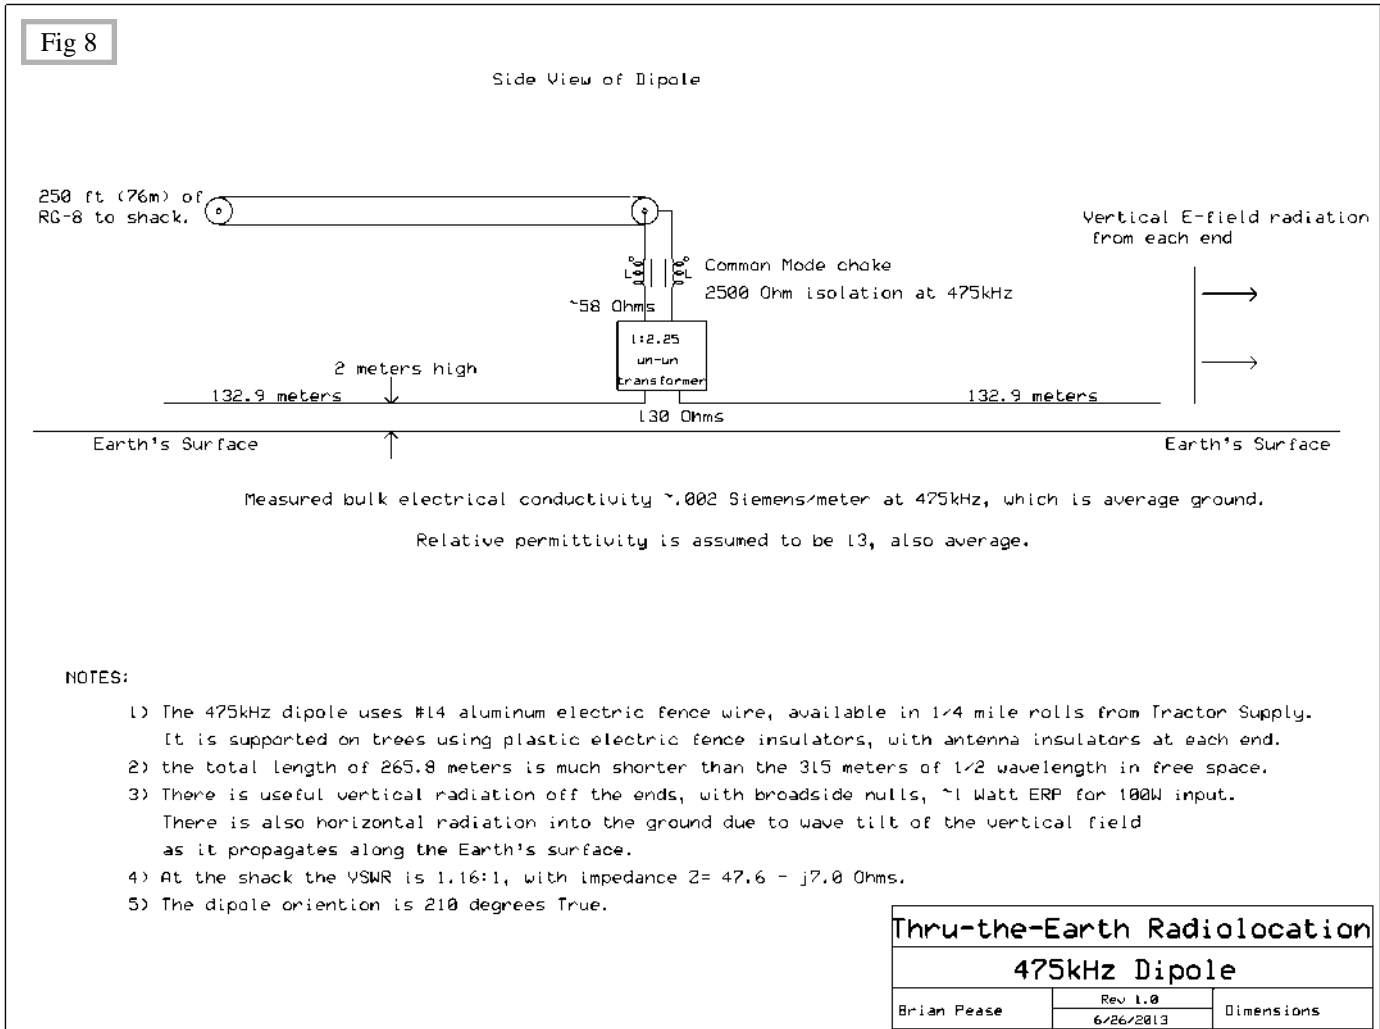 Fig 8
Side View of Dipole
250 ft (76m) of
RG-8 to shack.
Vertical E-field radiation
from each end
L
L
Common Mode choke
2500 Ohm isolation at 475kHz
~58 Ohms
1:2.25
un-un
transformer
2 meters high
132.9 meters
132.9 meters
130 Ohms
Earth's Surface
Earth's Surface
Measured bulk electrical conductivity ~.002 Siemens/meter at 475kHz, which is average ground.
Relative permittivity is assumed to be 13, also average.
NOTES:
1) The 475kHz dipole uses #14 aluminum electric fence wire, available in 1/4 mile rolls from Tractor Supply.
It is supported on trees using plastic electric fence insulators, with antenna insulators at each end.
2) the total length of 265.8 meters is much shorter than the 315 meters of 1/2 wavelength in free space.
3) There is useful vertical radiation off the ends, with broadside nulls, ~1 Watt ERP for 100W input.
There is also horizontal radiation into the ground due to wave tilt of the vertical field
as it propagates along the Earth's surface.
4) At the shack the VSWR is 1.16:1, with impedance Z= 47.6 - j7.0 Ohms.
5) The dipole oriention is 210 degrees True.
Thru-the-Earth Radiolocation
475kHz Dipole
Brian Pease
Rev 1.0
6/26/2013
Dimensions